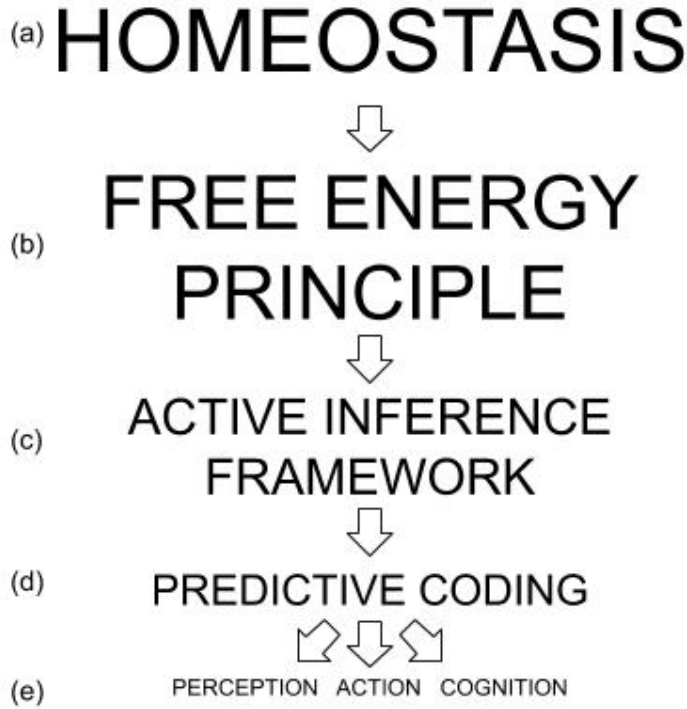 (a) HOMEOSTASIS
(b) FREE ENERGY
PRINCIPLE
(c) ACTIVE INFERENCE
FRAMEWORK
(d) PREDICTIVE CODING
(e) PERCEPTION ACTION COGNITION